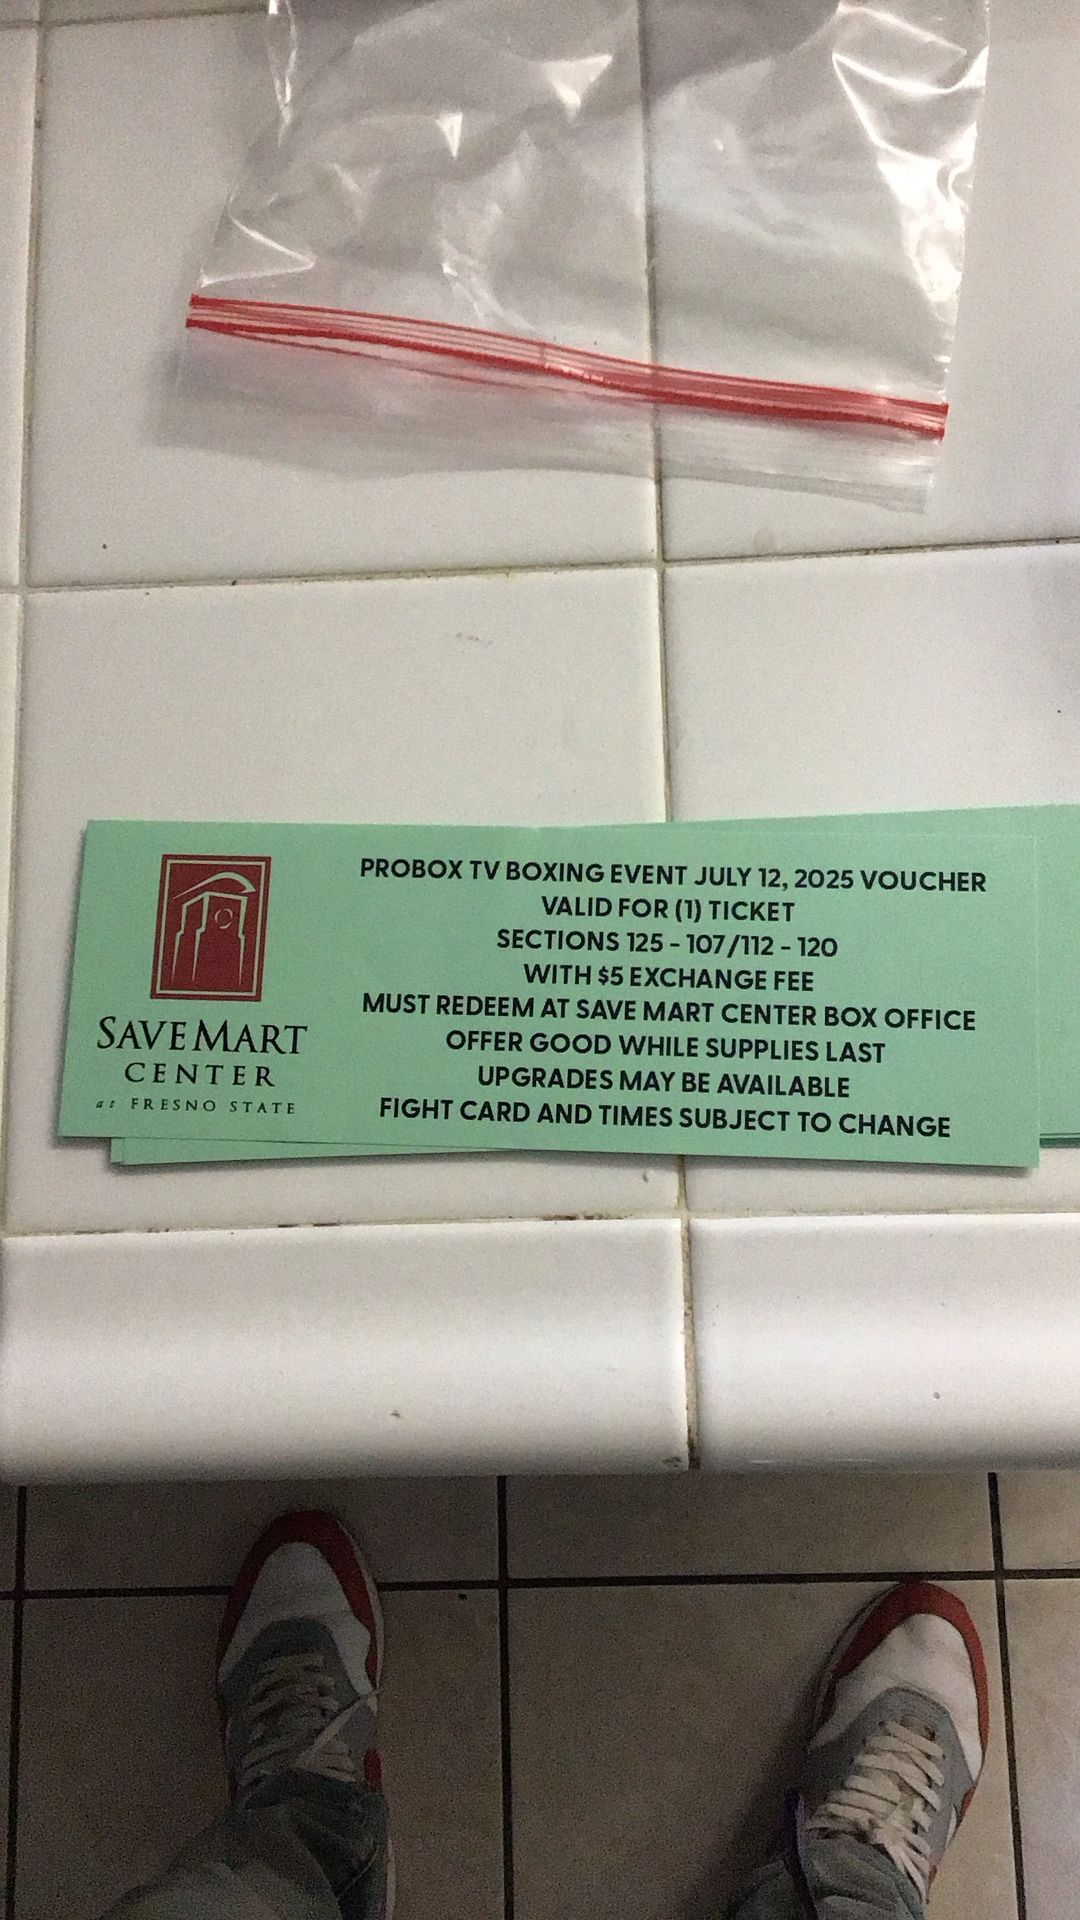 SAVE MART
CENTER
at FRESNO STATE
PROBOX TV BOXING EVENT JULY 12, 2025 VOUCHER
VALID FOR (1) TICKET
SECTIONS 125 - 107/112 - 120
WITH $5 EXCHANGE FEE
MUST REDEEM AT SAVE MART CENTER BOX OFFICE
OFFER GOOD WHILE SUPPLIES LAST
UPGRADES MAY BE AVAILABLE
FIGHT CARD AND TIMES SUBJECT TO CHANGE